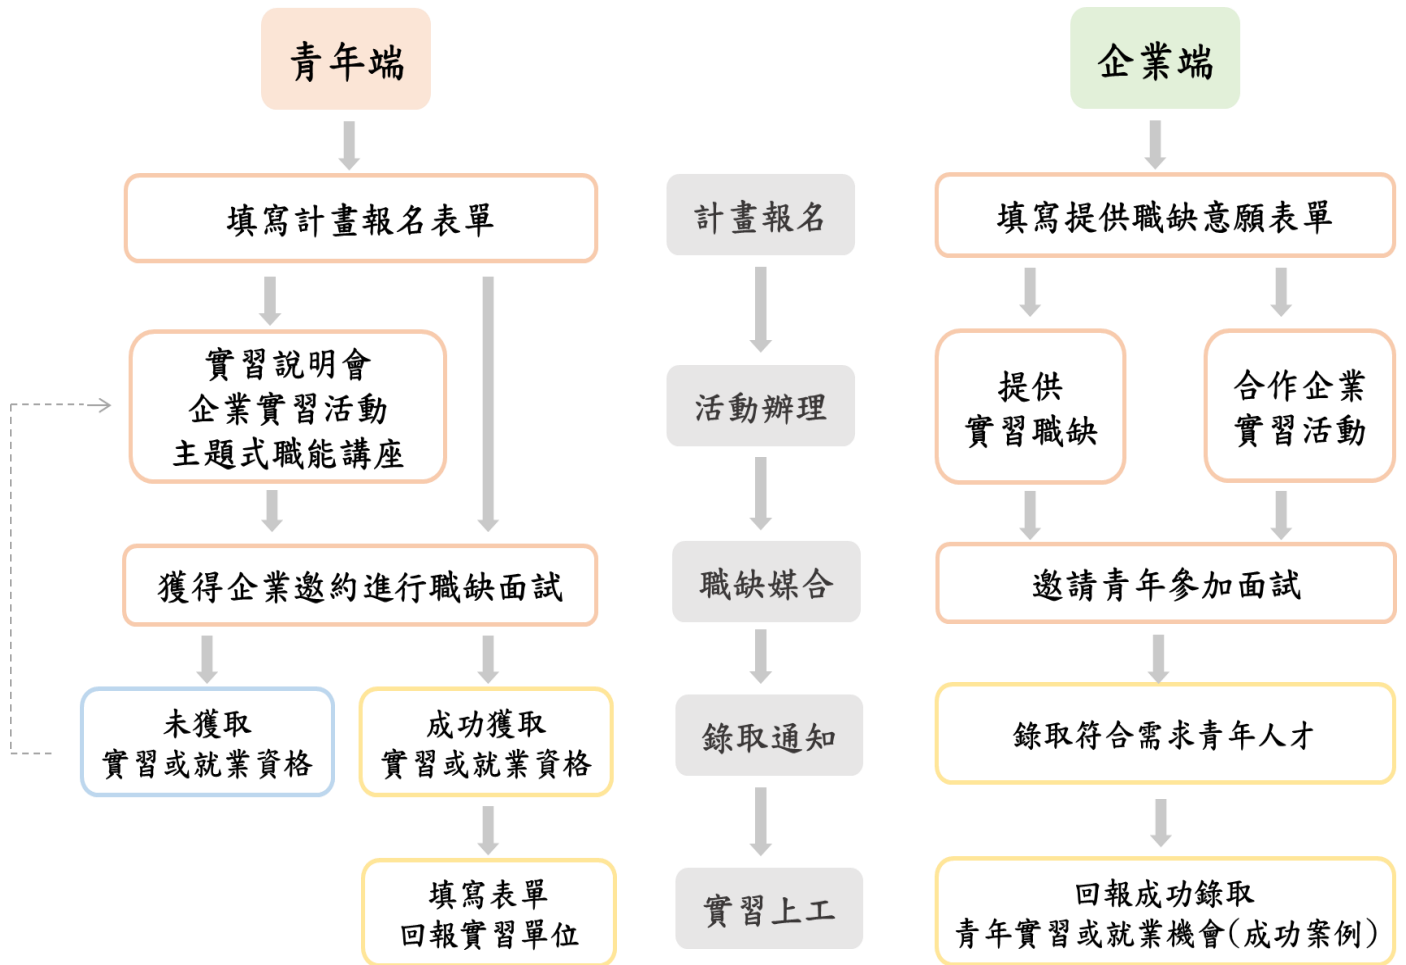 青年端
企業端
填寫計畫報名表單
計畫報名
填寫提供職缺意願表單
實習說明會
企業實習活動
主題式職能講座
活動辦理
提供
實習職缺
合作企業
實習活動
獲得企業邀約進行職缺面試
職缺媒合
邀請青年參加面試
未獲取
實習或就業資格
成功獲取
實習或就業資格
錄取通知
錄取符合需求青年人才
填寫表單
回報實習單位
實習上工
回報成功錄取
青年實習或就業機會(成功案例)